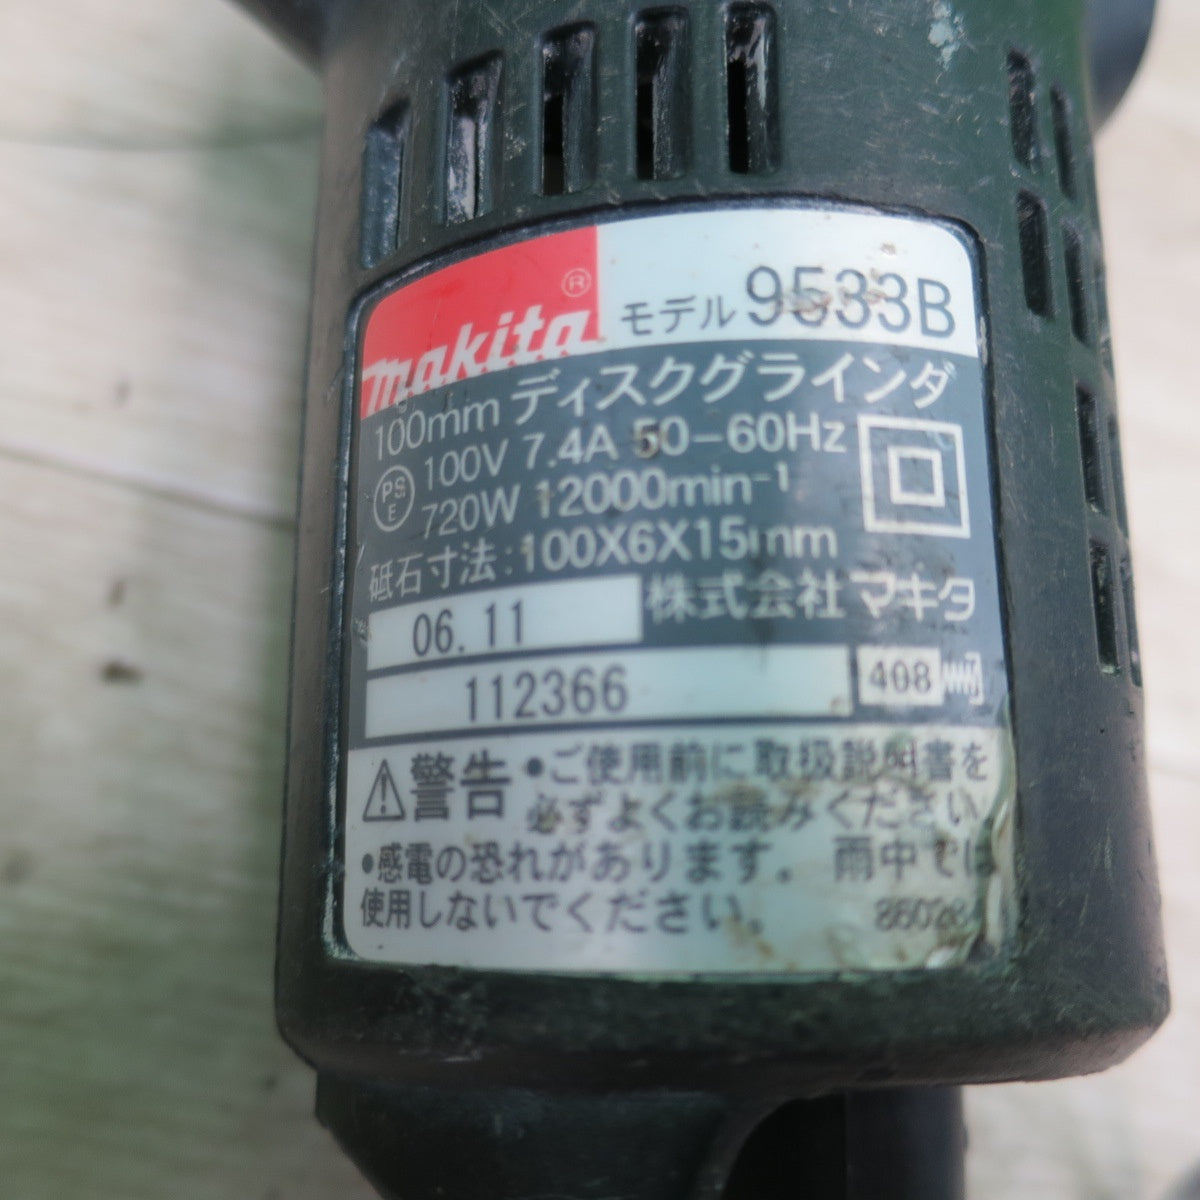 makita®
モデル 9533B
100mm ディスクグラインダ
PS E
100V 7.4A 50-60Hz
720W 12000min⁻¹
砥石寸法:100X6X15mm
株式会社 マキタ
06.11
112366
408
⚠警告 •ご使用前に取扱説明書を
必ずよくお読みください
•感電の恐れがあります。雨中では
使用しないでください。